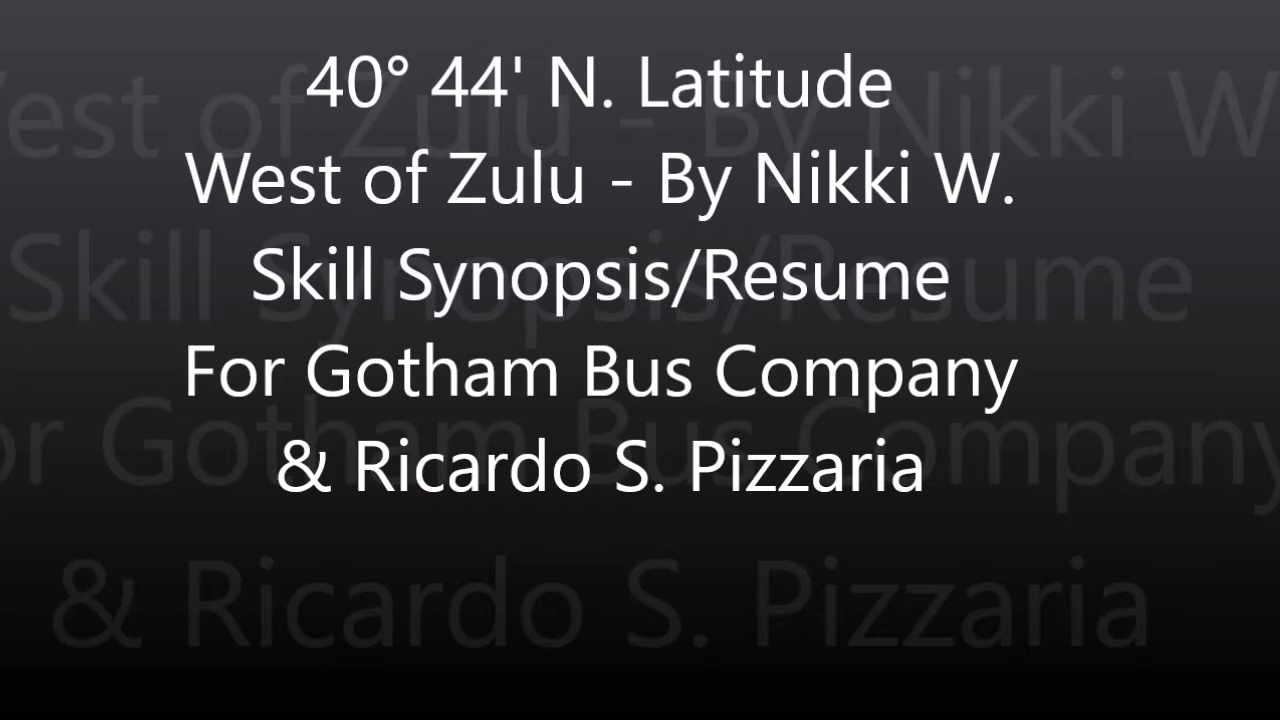 40° 44' N. Latitude
West of Zulu - By Nikki W.
Skill Synopsis/Resume
For Gotham Bus Company
& Ricardo S. Pizzaria